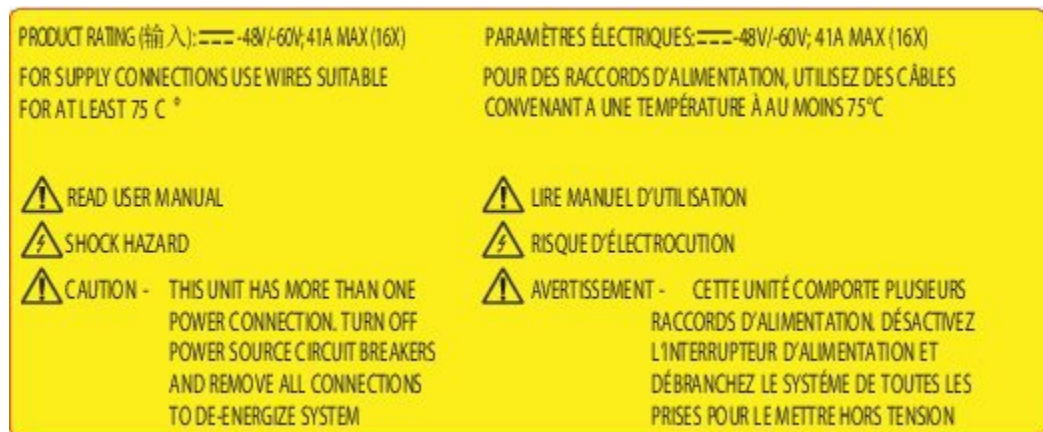 PRODUCT RATING (输入): -48V/-60V; 41A MAX (16X)
FOR SUPPLY CONNECTIONS USE WIRES SUITABLE
FOR AT LEAST 75 C °
READ USER MANUAL
SHOCK HAZARD
CAUTION - THIS UNIT HAS MORE THAN ONE
POWER CONNECTION. TURN OFF
POWER SOURCE CIRCUIT BREAKERS
AND REMOVE ALL CONNECTIONS
TO DE-ENERGIZE SYSTEM
PARAMÈTRES ÉLECTRIQUES: -48V/-60V; 41A MAX (16X)
POUR DES RACCORDS D'ALIMENTATION, UTILISEZ DES CÂBLES
CONVENANT A UNE TEMPÉRATURE À AU MOINS 75°C
LIRE MANUEL D'UTILISATION
RISQUE D'ÉLECTROCUTION
AVERTISSEMENT - CETTE UNITÉ COMPORTE PLUSIEURS
RACCORDS D'ALIMENTATION. DÉSACTIVEZ
L'INTERRUPTEUR D'ALIMENTATION ET
DÉBRANCHEZ LE SYSTÉME DE TOUTES LES
PRISES POUR LE METTRE HORS TENSION